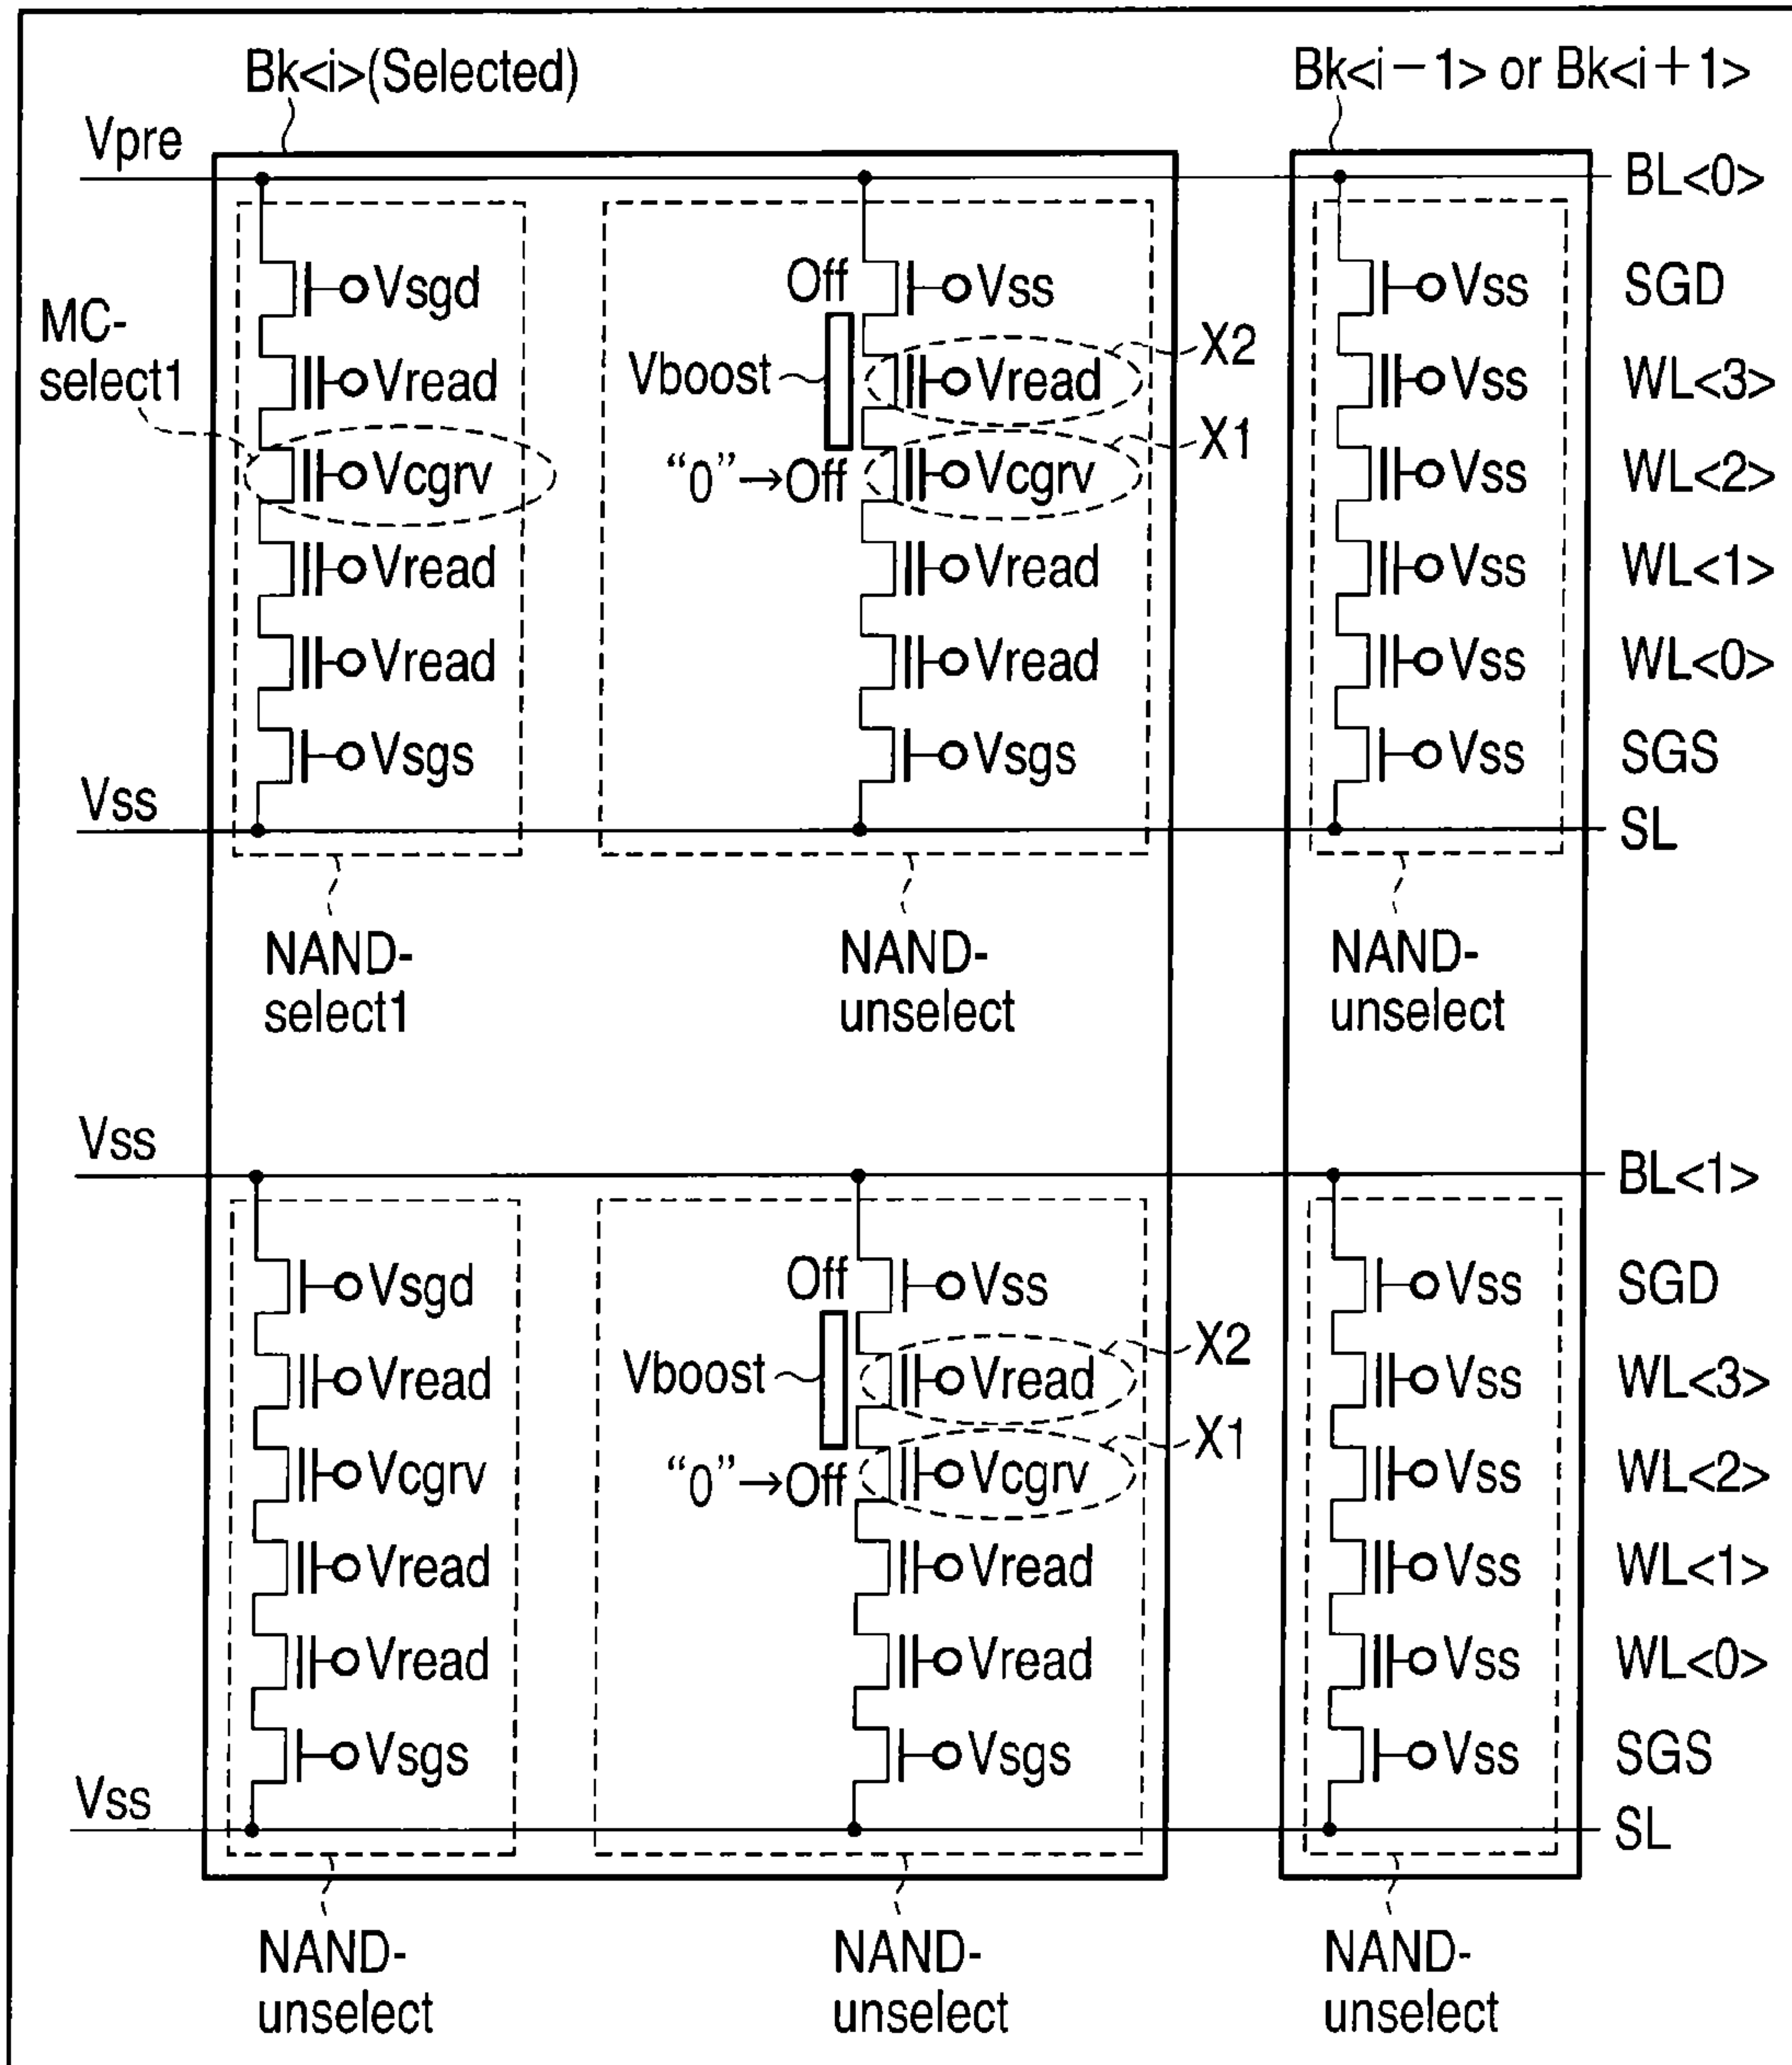 Bk<i>(Selected)
Bk<i−1> or Bk<i+1>
Vpre
BL<0>
Vsgd
Off
Vss
Vss
SGD
MC-
select1
Vread
Vboost
Vread
X2
Vss
WL<3>
Vcgrv
“0”→Off
Vcgrv
X1
Vss
WL<2>
Vread
Vread
Vss
WL<1>
Vread
Vread
Vss
WL<0>
Vsgs
Vsgs
Vss
SGS
Vss
SL
NAND-
select1
NAND-
unselect
NAND-
unselect
Vss
BL<1>
Vsgd
Off
Vss
Vss
SGD
Vread
Vboost
Vread
X2
Vss
WL<3>
Vcgrv
“0”→Off
Vcgrv
X1
Vss
WL<2>
Vread
Vread
Vss
WL<1>
Vread
Vread
Vss
WL<0>
Vsgs
Vsgs
Vss
SGS
Vss
SL
NAND-
unselect
NAND-
unselect
NAND-
unselect